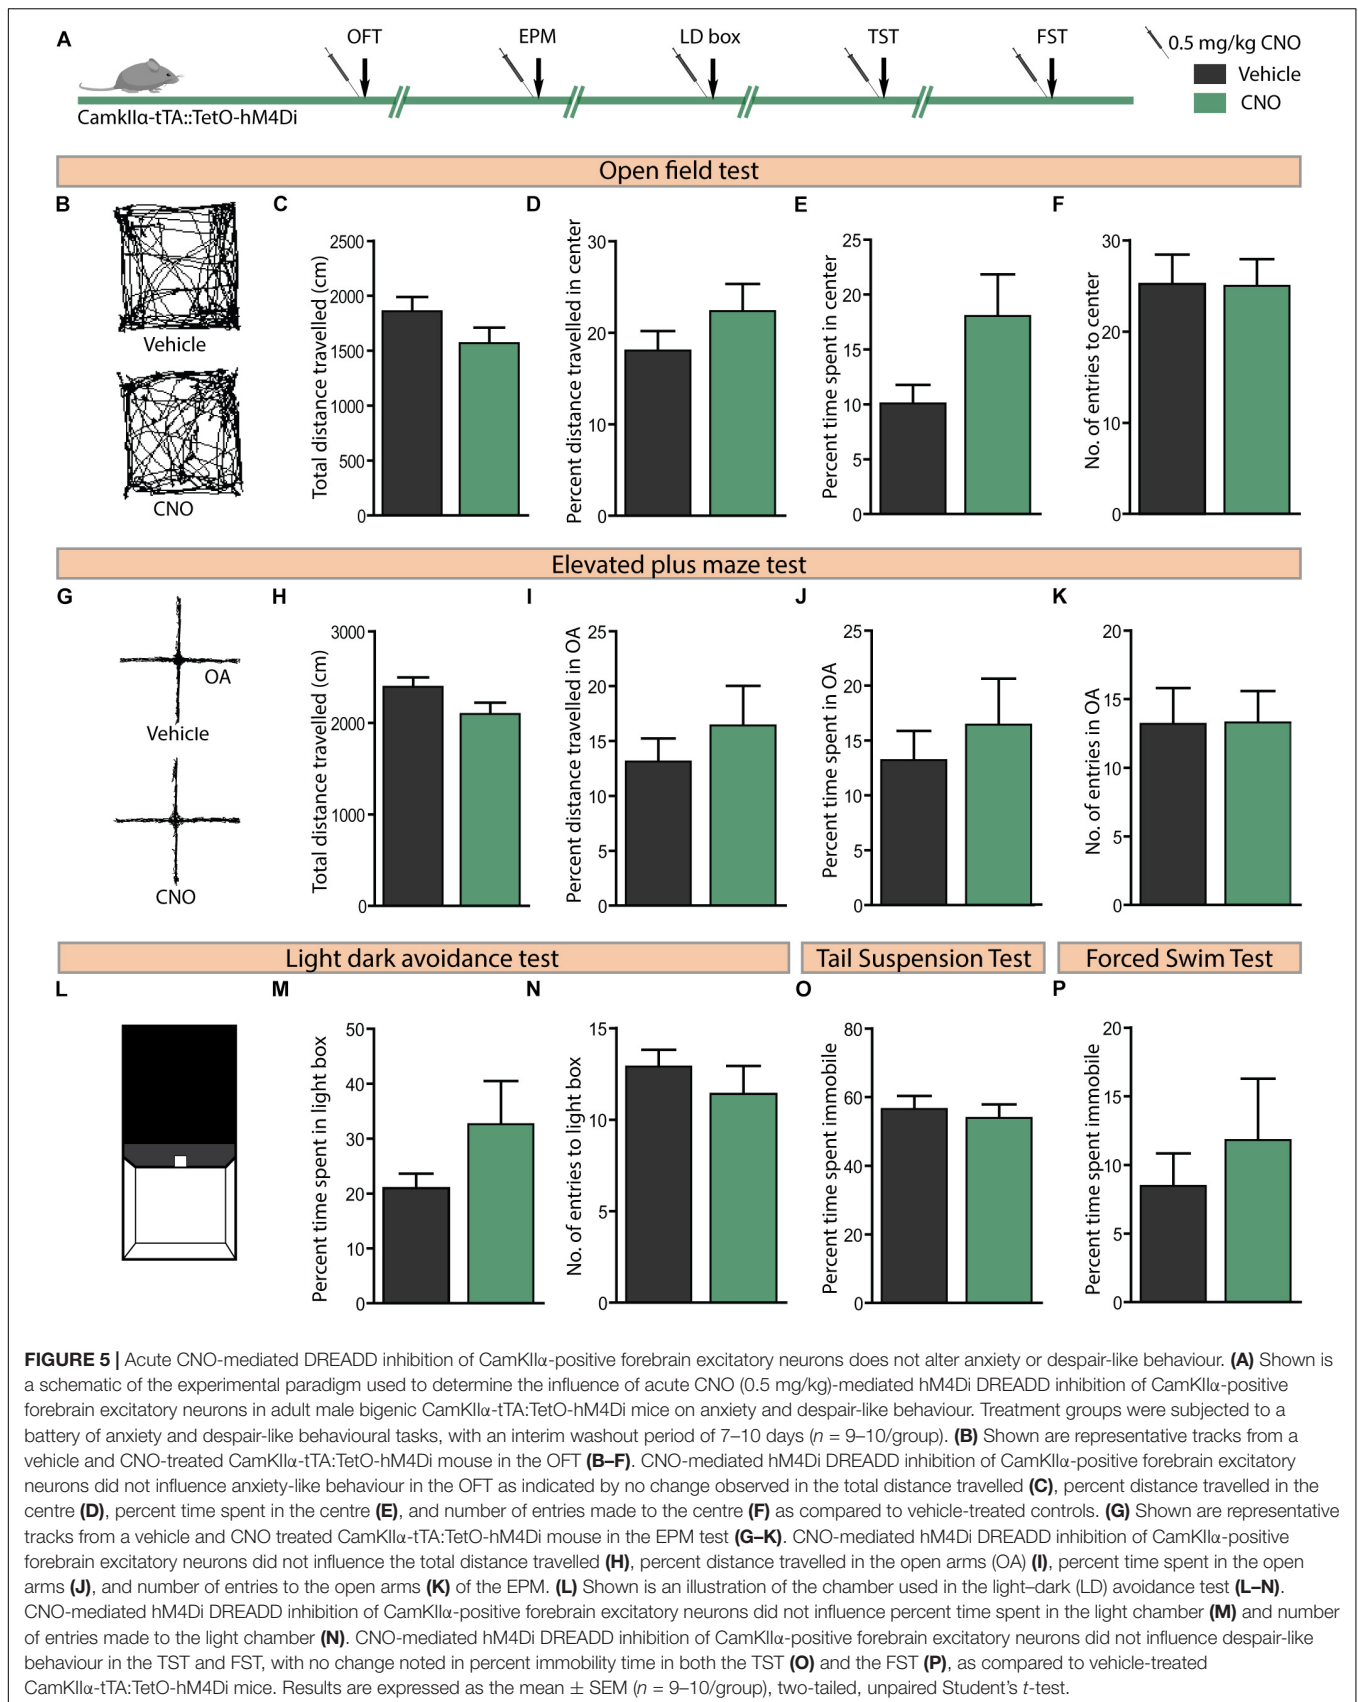 A
OFT
EPM
LD box
TST
FST
0.5 mg/kg CNO
Vehicle
CNO
CamkIIα-tTA::TetO-hM4Di
Open field test
B
Vehicle
CNO
C
Total distance travelled (cm)
2500
2000
1500
1000
500
0
D
Percent distance travelled in center
30
20
10
0
E
Percent time spent in center
25
20
15
10
5
0
F
No. of entries to center
30
20
10
0
Elevated plus maze test
G
OA
Vehicle
CNO
H
Total distance travelled (cm)
3000
2000
1000
0
I
Percent distance travelled in OA
25
20
15
10
5
0
J
Percent time spent in OA
25
20
15
10
5
0
K
No. of entries in OA
20
15
10
5
0
Light dark avoidance test
L
M
Percent time spent in light box
50
40
30
20
10
0
N
No. of entries to light box
15
10
5
0
Tail Suspension Test
O
Percent time spent immobile
80
60
40
20
0
Forced Swim Test
P
Percent time spent immobile
20
15
10
5
0
FIGURE 5 | Acute CNO-mediated DREADD inhibition of CamKIIα-positive forebrain excitatory neurons does not alter anxiety or despair-like behaviour. (A) Shown is
a schematic of the experimental paradigm used to determine the influence of acute CNO (0.5 mg/kg)-mediated hM4Di DREADD inhibition of CamKIIα-positive
forebrain excitatory neurons in adult male bigenic CamKIIα-tTA:TetO-hM4Di mice on anxiety and despair-like behaviour. Treatment groups were subjected to a
battery of anxiety and despair-like behavioural tasks, with an interim washout period of 7–10 days (n = 9–10/group). (B) Shown are representative tracks from a
vehicle and CNO-treated CamKIIα-tTA:TetO-hM4Di mouse in the OFT (B–F). CNO-mediated hM4Di DREADD inhibition of CamKIIα-positive forebrain excitatory
neurons did not influence anxiety-like behaviour in the OFT as indicated by no change observed in the total distance travelled (C), percent distance travelled in the
centre (D), percent time spent in the centre (E), and number of entries made to the centre (F) as compared to vehicle-treated controls. (G) Shown are representative
tracks from a vehicle and CNO treated CamKIIα-tTA:TetO-hM4Di mouse in the EPM test (G–K). CNO-mediated hM4Di DREADD inhibition of CamKIIα-positive
forebrain excitatory neurons did not influence the total distance travelled (H), percent distance travelled in the open arms (OA) (I), percent time spent in the open
arms (J), and number of entries to the open arms (K) of the EPM. (L) Shown is an illustration of the chamber used in the light–dark (LD) avoidance test (L–N).
CNO-mediated hM4Di DREADD inhibition of CamKIIα-positive forebrain excitatory neurons did not influence percent time spent in the light chamber (M) and number
of entries made to the light chamber (N). CNO-mediated hM4Di DREADD inhibition of CamKIIα-positive forebrain excitatory neurons did not influence despair-like
behaviour in the TST and FST, with no change noted in percent immobility time in both the TST (O) and the FST (P), as compared to vehicle-treated
CamKIIα-tTA:TetO-hM4Di mice. Results are expressed as the mean ± SEM (n = 9–10/group), two-tailed, unpaired Student's t-test.